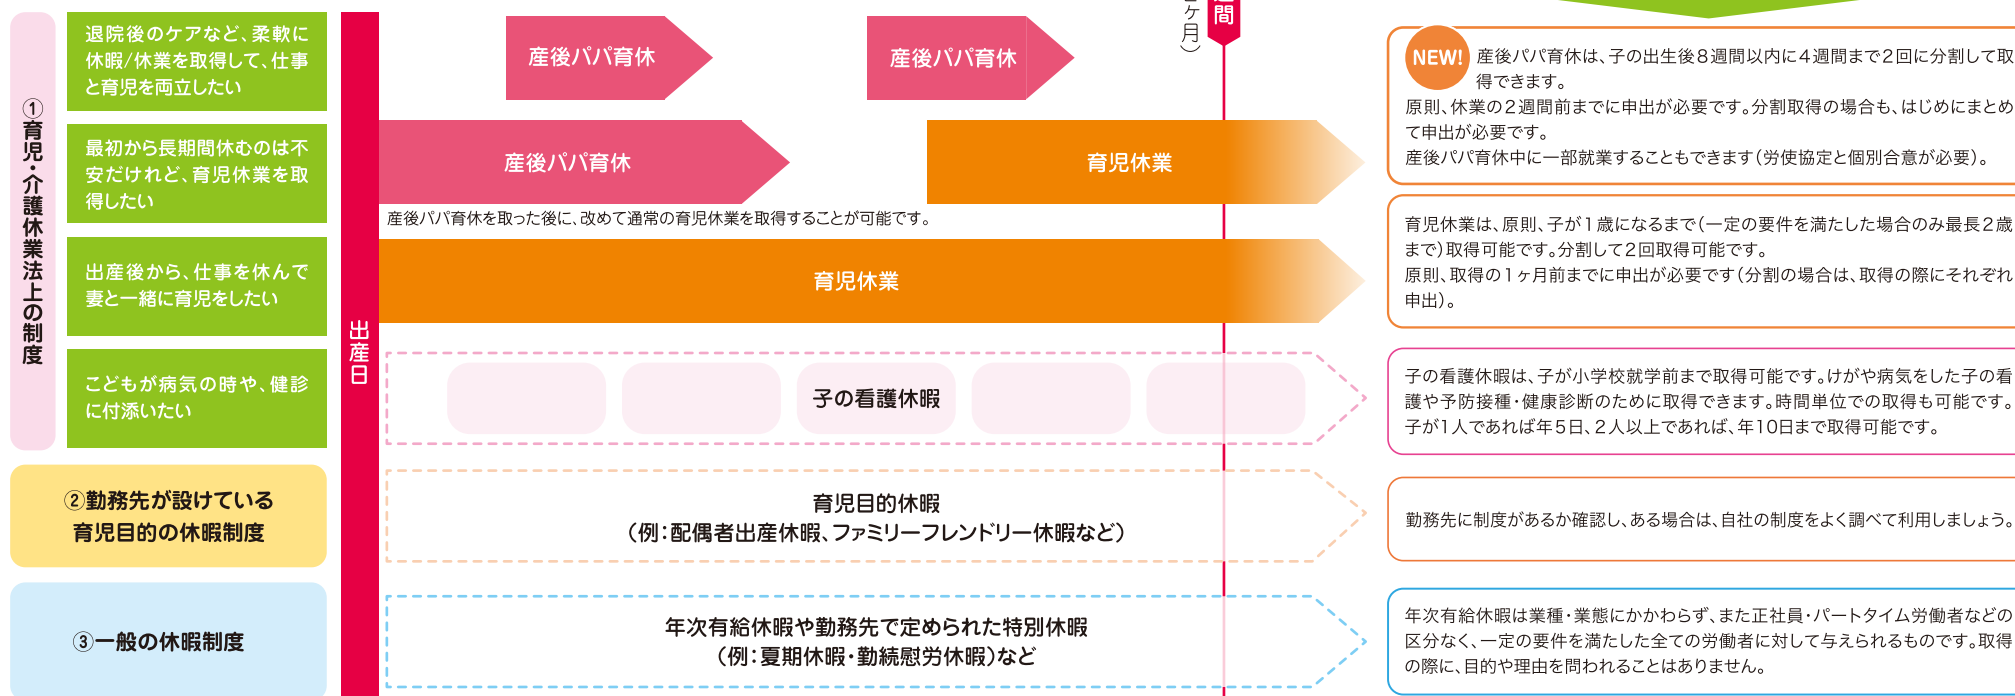 ヶ月）
間
①育児・介護休業法上の制度
退院後のケアなど、柔軟に
休暇/休業を取得して、仕事
と育児を両立したい
最初から長期間休むのは不
安だけれど、育児休業を取
得したい
出産後から、仕事を休んで
妻と一緒に育児をしたい
こどもが病気の時や、健診
に付添いたい
②勤務先が設けている
育児目的の休暇制度
③一般の休暇制度
出産日
産後パパ育休
産後パパ育休
産後パパ育休
育児休業
産後パパ育休を取った後に、改めて通常の育児休業を取得することが可能です。
育児休業
子の看護休暇
育児目的休暇
（例：配偶者出産休暇、ファミリーフレンドリー休暇など）
年次有給休暇や勤務先で定められた特別休暇
（例：夏期休暇・勤続慰労休暇）など
NEW!
産後パパ育休は、子の出生後8週間以内に4週間まで2回に分割して取
得できます。
原則、休業の2週間前までに申出が必要です。分割取得の場合も、はじめにまとめ
て申出が必要です。
産後パパ育休中に一部就業することもできます（労使協定と個別合意が必要）。
育児休業は、原則、子が1歳になるまで（一定の要件を満たした場合のみ最長2歳
まで）取得可能です。分割して2回取得可能です。
原則、取得の1ヶ月前までに申出が必要です（分割の場合は、取得の際にそれぞれ
申出）。
子の看護休暇は、子が小学校就学前まで取得可能です。けがや病気をした子の看
護や予防接種・健康診断のために取得できます。時間単位での取得も可能です。
子が1人であれば年5日、2人以上であれば、年10日まで取得可能です。
勤務先に制度があるか確認し、ある場合は、自社の制度をよく調べて利用しましょう。
年次有給休暇は業種・業態にかかわらず、また正社員・パートタイム労働者などの
区分なく、一定の要件を満たした全ての労働者に対して与えられるものです。取得
の際に、目的や理由を問われることはありません。